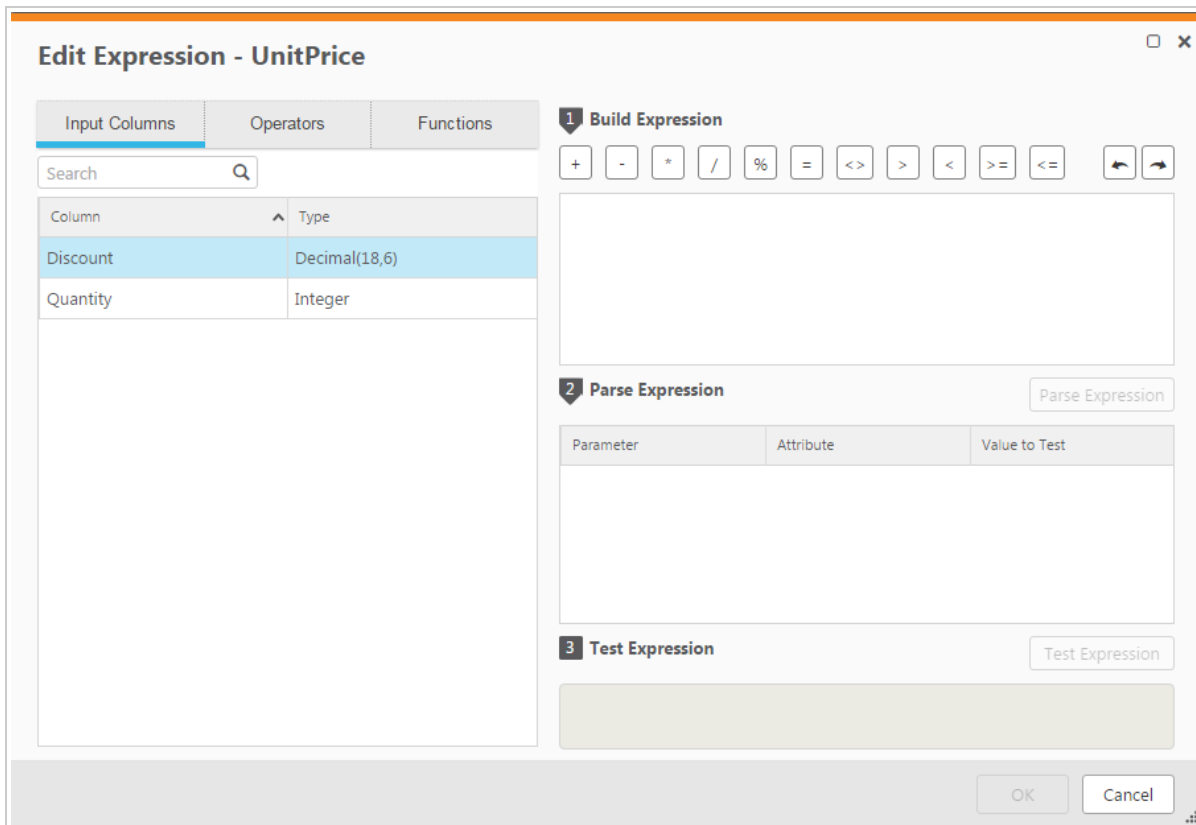 Edit Expression - UnitPrice
Input Columns Operators Functions
Search
Column Type
Discount Decimal(18,6)
Quantity Integer
1 Build Expression
+ - * / % = <> > < >= <=
2 Parse Expression Parse Expression
Parameter Attribute Value to Test
3 Test Expression Test Expression
OK Cancel